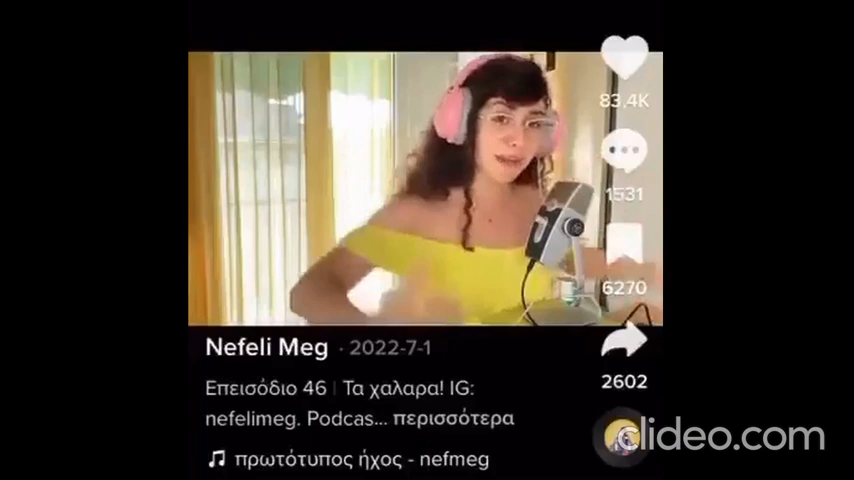 83.4K
1531
6270
2602
Nefeli Meg · 2022-7-1
Επεισόδιο 46 | Τα χαλαρα! IG:
nefelimeg. Podcas... περισσότερα
πρωτότυπος ήχος - nefmeg
clideo.com